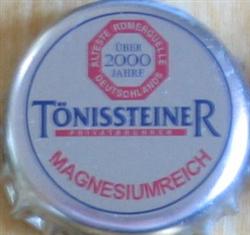 ÄLTESTE RÖMERQUELLE
ÜBER
2000
JAHRE
DEUTSCHLANDS
TÖNISSTEINER
PRIVATBRUNNEN
MAGNESIUMREICH